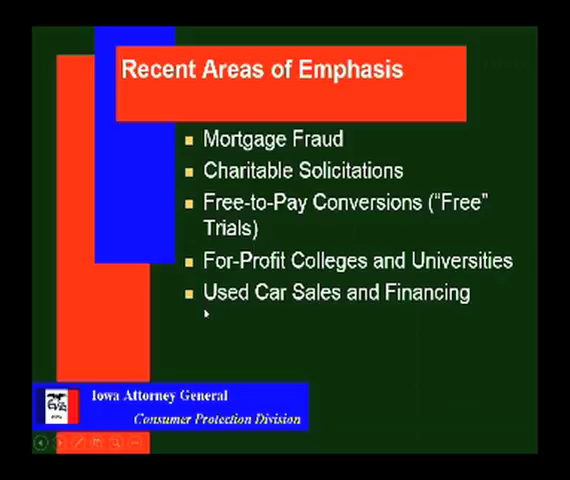 Recent Areas of Emphasis
Mortgage Fraud
Charitable Solicitations
Free-to-Pay Conversions (“Free”
Trials)
For-Profit Colleges and Universities
Used Car Sales and Financing
Iowa Attorney General
Consumer Protection Division